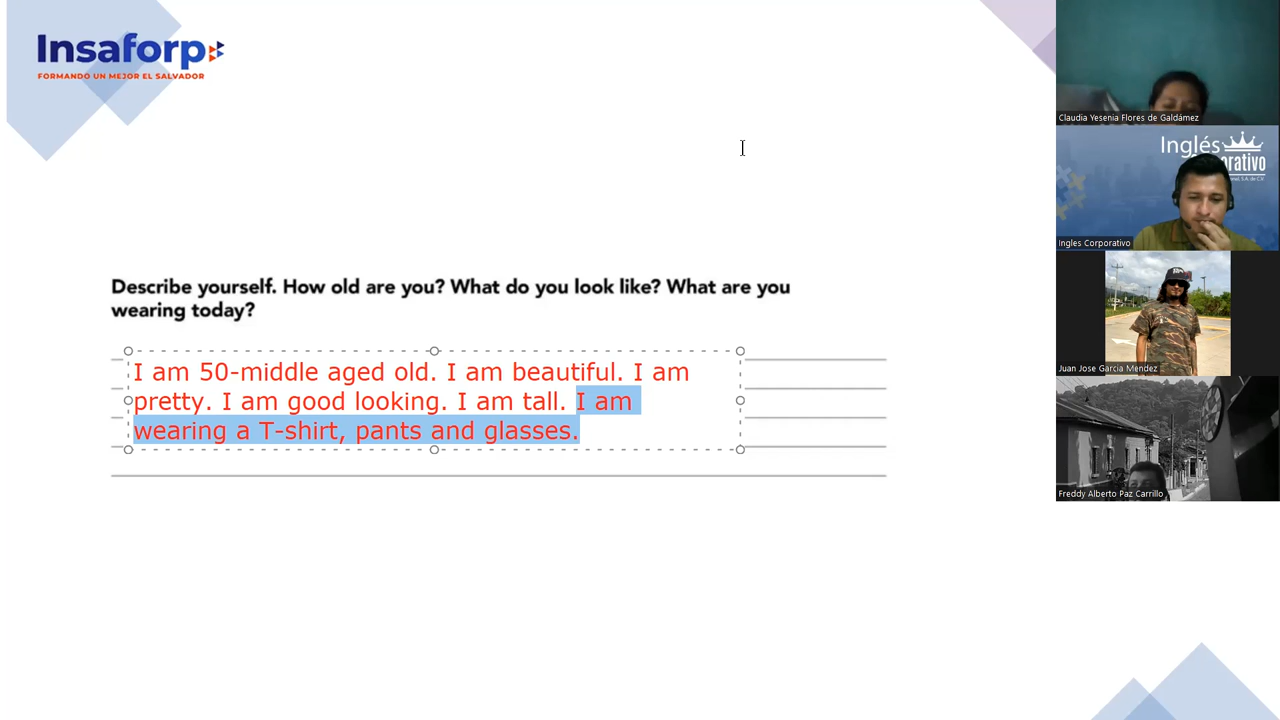 Insaforp
FORMANDO UN MEJOR EL SALVADOR
Describe yourself. How old are you? What do you look like? What are you
wearing today?
I am 50-middle aged old. I am beautiful. I am
pretty. I am good looking. I am tall. I am
wearing a T-shirt, pants and glasses.
Claudia Yesenia Flores de Galdámez
Inglés
Corporativo
Ingles Corporativo
Juan Jose Garcia Mendez
Freddy Alberto Paz Carrillo